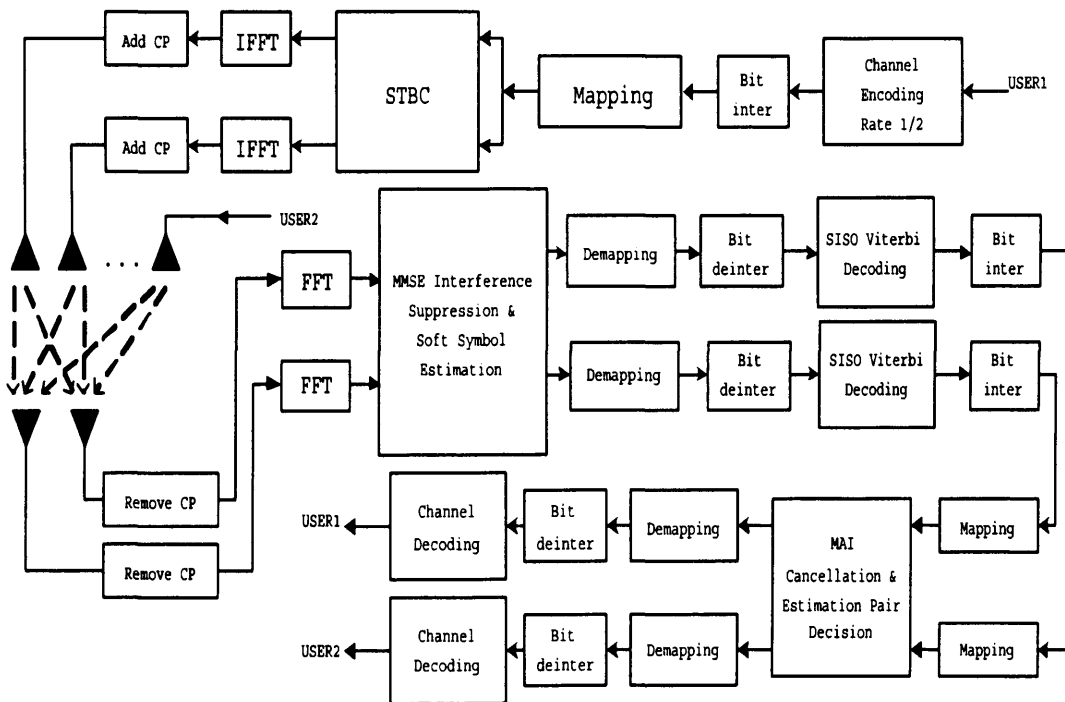 Add CP
IFFT
STBC
Mapping
Bit
inter
Channel
Encoding
Rate 1/2
USER1
Add CP
IFFT
USER2
. . .
FFT
MMSE Interference
Suppression &
Soft Symbol
Estimation
Demapping
Bit
deinter
SISO Viterbi
Decoding
Bit
inter
FFT
Demapping
Bit
deinter
SISO Viterbi
Decoding
Bit
inter
Remove CP
Remove CP
USER1
Channel
Decoding
Bit
deinter
Demapping
MAI
Cancellation &
Estimation Pair
Decision
Mapping
USER2
Channel
Decoding
Bit
deinter
Demapping
Mapping